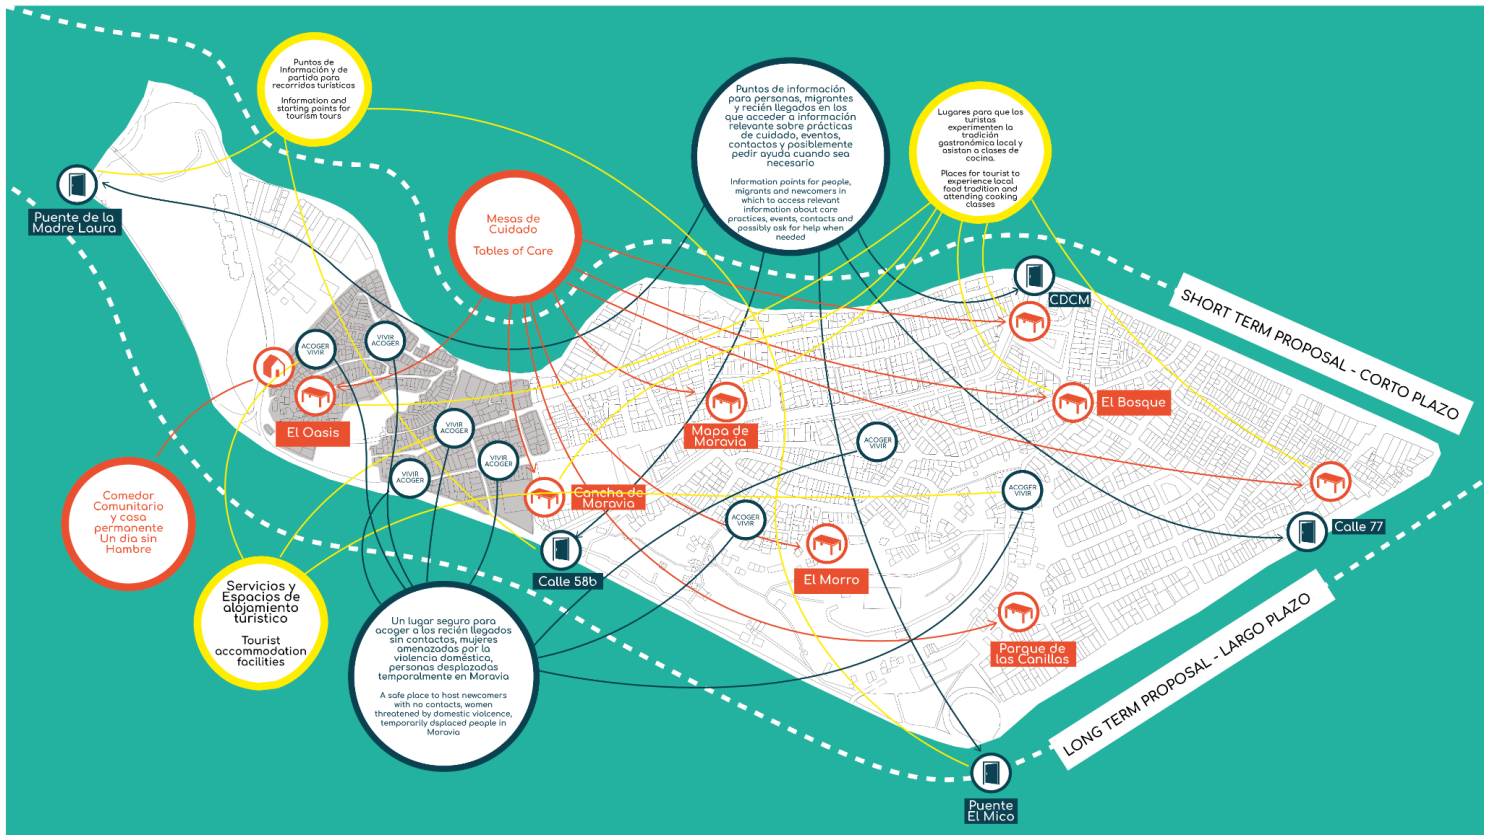 Puntos de
Información y de
partida para
recorridos turísticos
Information and
starting points for
tourism tours
Puntos de información
para personas, migrantes
y recién llegados en los
que acceder a información
relevante sobre prácticas
de cuidado, eventos,
contactos y posiblemente
pedir ayuda cuando sea
necesario
Information points for people,
migrants and newcomers in
which to access relevant
information about care
practices, events, contacts and
possibly ask for help when
needed
Lugares para que los
turistas
experimenten la
tradición
gastronómica local y
asistan a clases de
cocina.
Places for tourist to
experience local
food tradition and
attending cooking
classes
Puente de la
Madre Laura
Mesas de
Cuidado
Tables of Care
CDCM
SHORT TERM PROPOSAL - CORTO PLAZO
ACOGER
VIVIR
VIVIR
ACOGER
El Oasis
Mapa de
Moravia
El Bosque
VIVIR
ACOGER
VIVIR
ACOGER
VIVIR
ACOGER
ACOGER
VIVIR
ACOGER
VIVIR
ACOGER
VIVIR
Cancha de
Moravia
Calle 77
Comedor
Comunitario
y casa
permanente
Un dia sin
Hambre
Calle 58b
El Morro
Servicios y
Espacios de
alojamiento
túristico
Tourist
accommodation
facilities
Un lugar seguro para
acoger a los recién llegados
sin contactos, mujeres
amenazadas por la
violencia doméstica,
personas desplazadas
temporalmente en Moravia
A safe place to host newcomers
with no contacts, women
threatened by domestic violcence,
temporarily dsplaced people in
Moravia
Parque de
las Canillas
LONG TERM PROPOSAL - LARGO PLAZO
Puente
El Mico